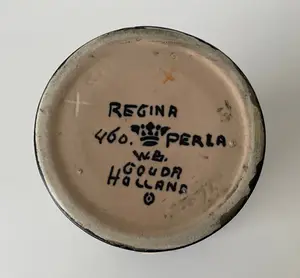 REGINA
460. PERLA
W.B.
GOUDA
HOLLAND